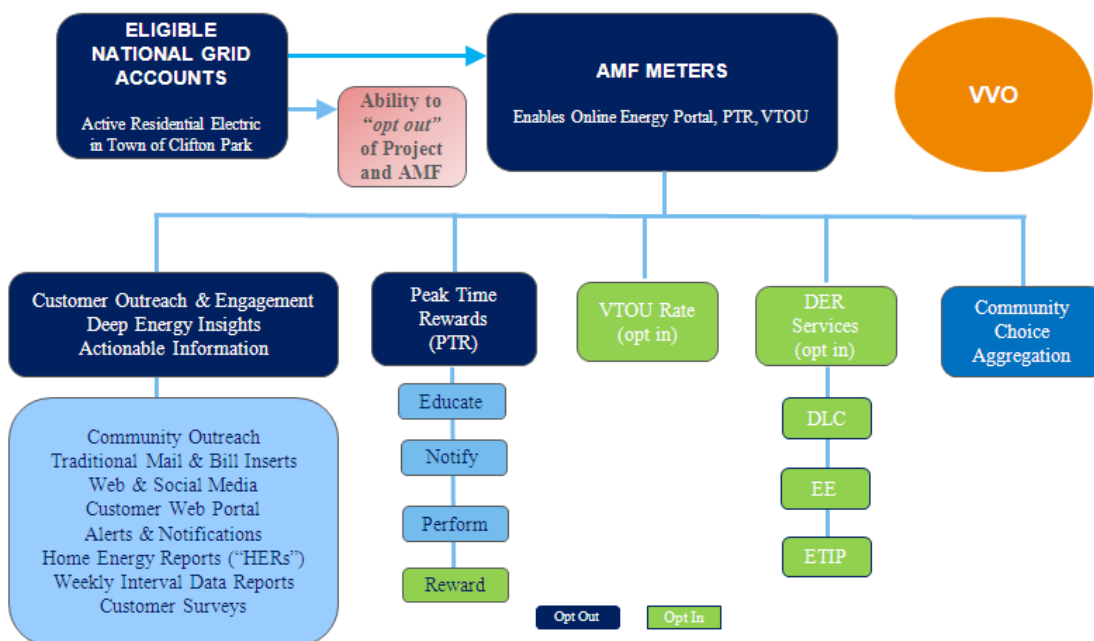 ELIGIBLE
NATIONAL GRID
ACCOUNTS
Active Residential Electric
in Town of Clifton Park
Ability to
“opt out”
of Project
and AMF
AMF METERS
Enables Online Energy Portal, PTR, VTOU
VVO
Customer Outreach & Engagement
Deep Energy Insights
Actionable Information
Community Outreach
Traditional Mail & Bill Inserts
Web & Social Media
Customer Web Portal
Alerts & Notifications
Home Energy Reports (“HERs”)
Weekly Interval Data Reports
Customer Surveys
Peak Time
Rewards
(PTR)
Educate
Notify
Perform
Reward
VTOU Rate
(opt in)
DER
Services
(opt in)
DLC
EE
ETIP
Community
Choice
Aggregation
Opt Out
Opt In